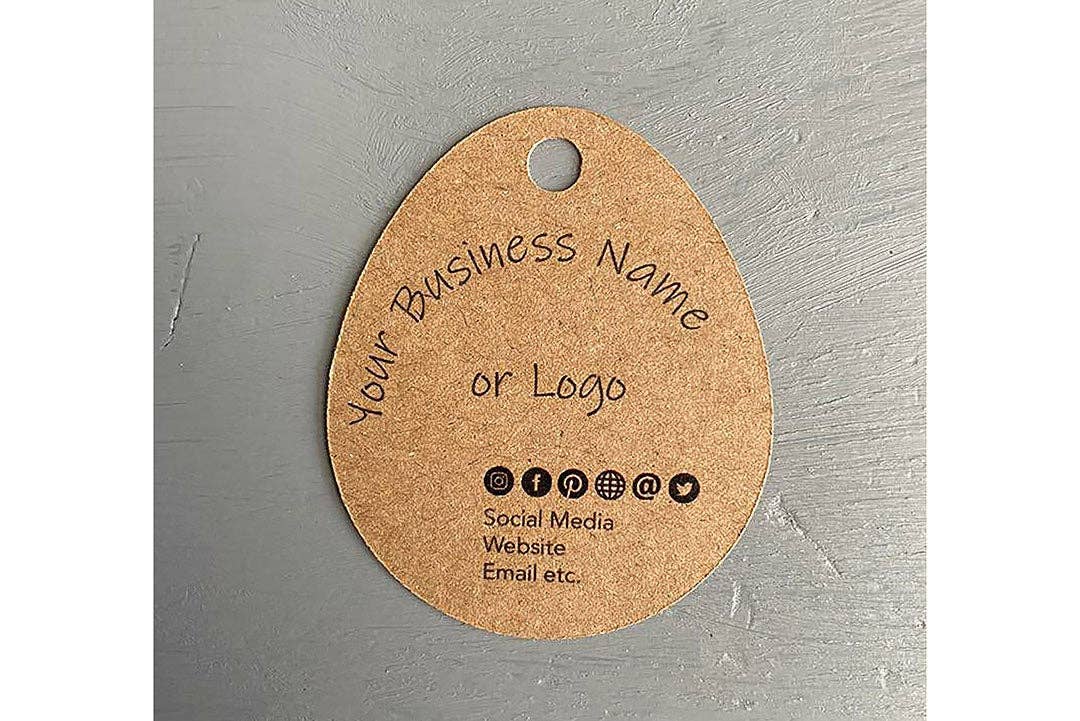 Your Business Name
or Logo
Social Media
Website
Email etc.